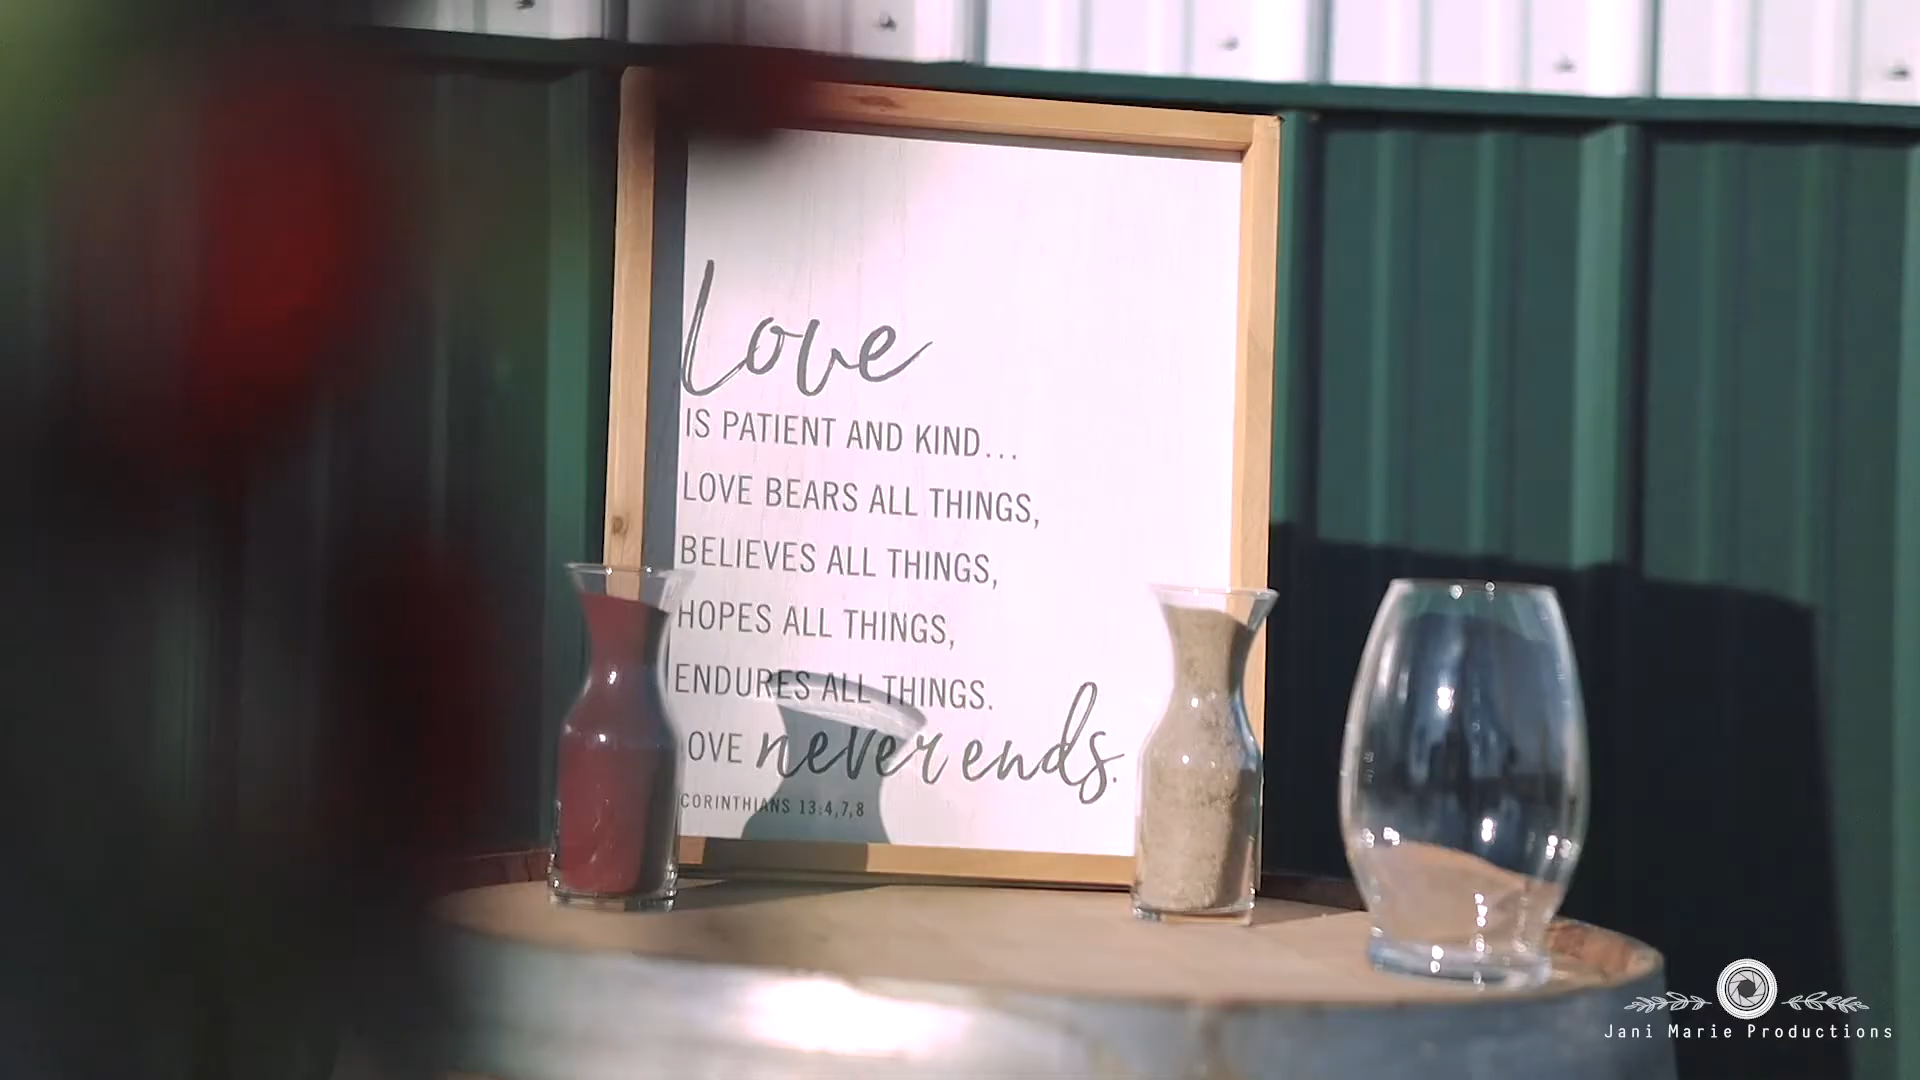 Love
IS PATIENT AND KIND...
LOVE BEARS ALL THINGS,
BELIEVES ALL THINGS,
HOPES ALL THINGS,
ENDURES ALL THINGS.
OVE never ends.
CORINTHIANS 13:4,7,8
Jani Marie Productions